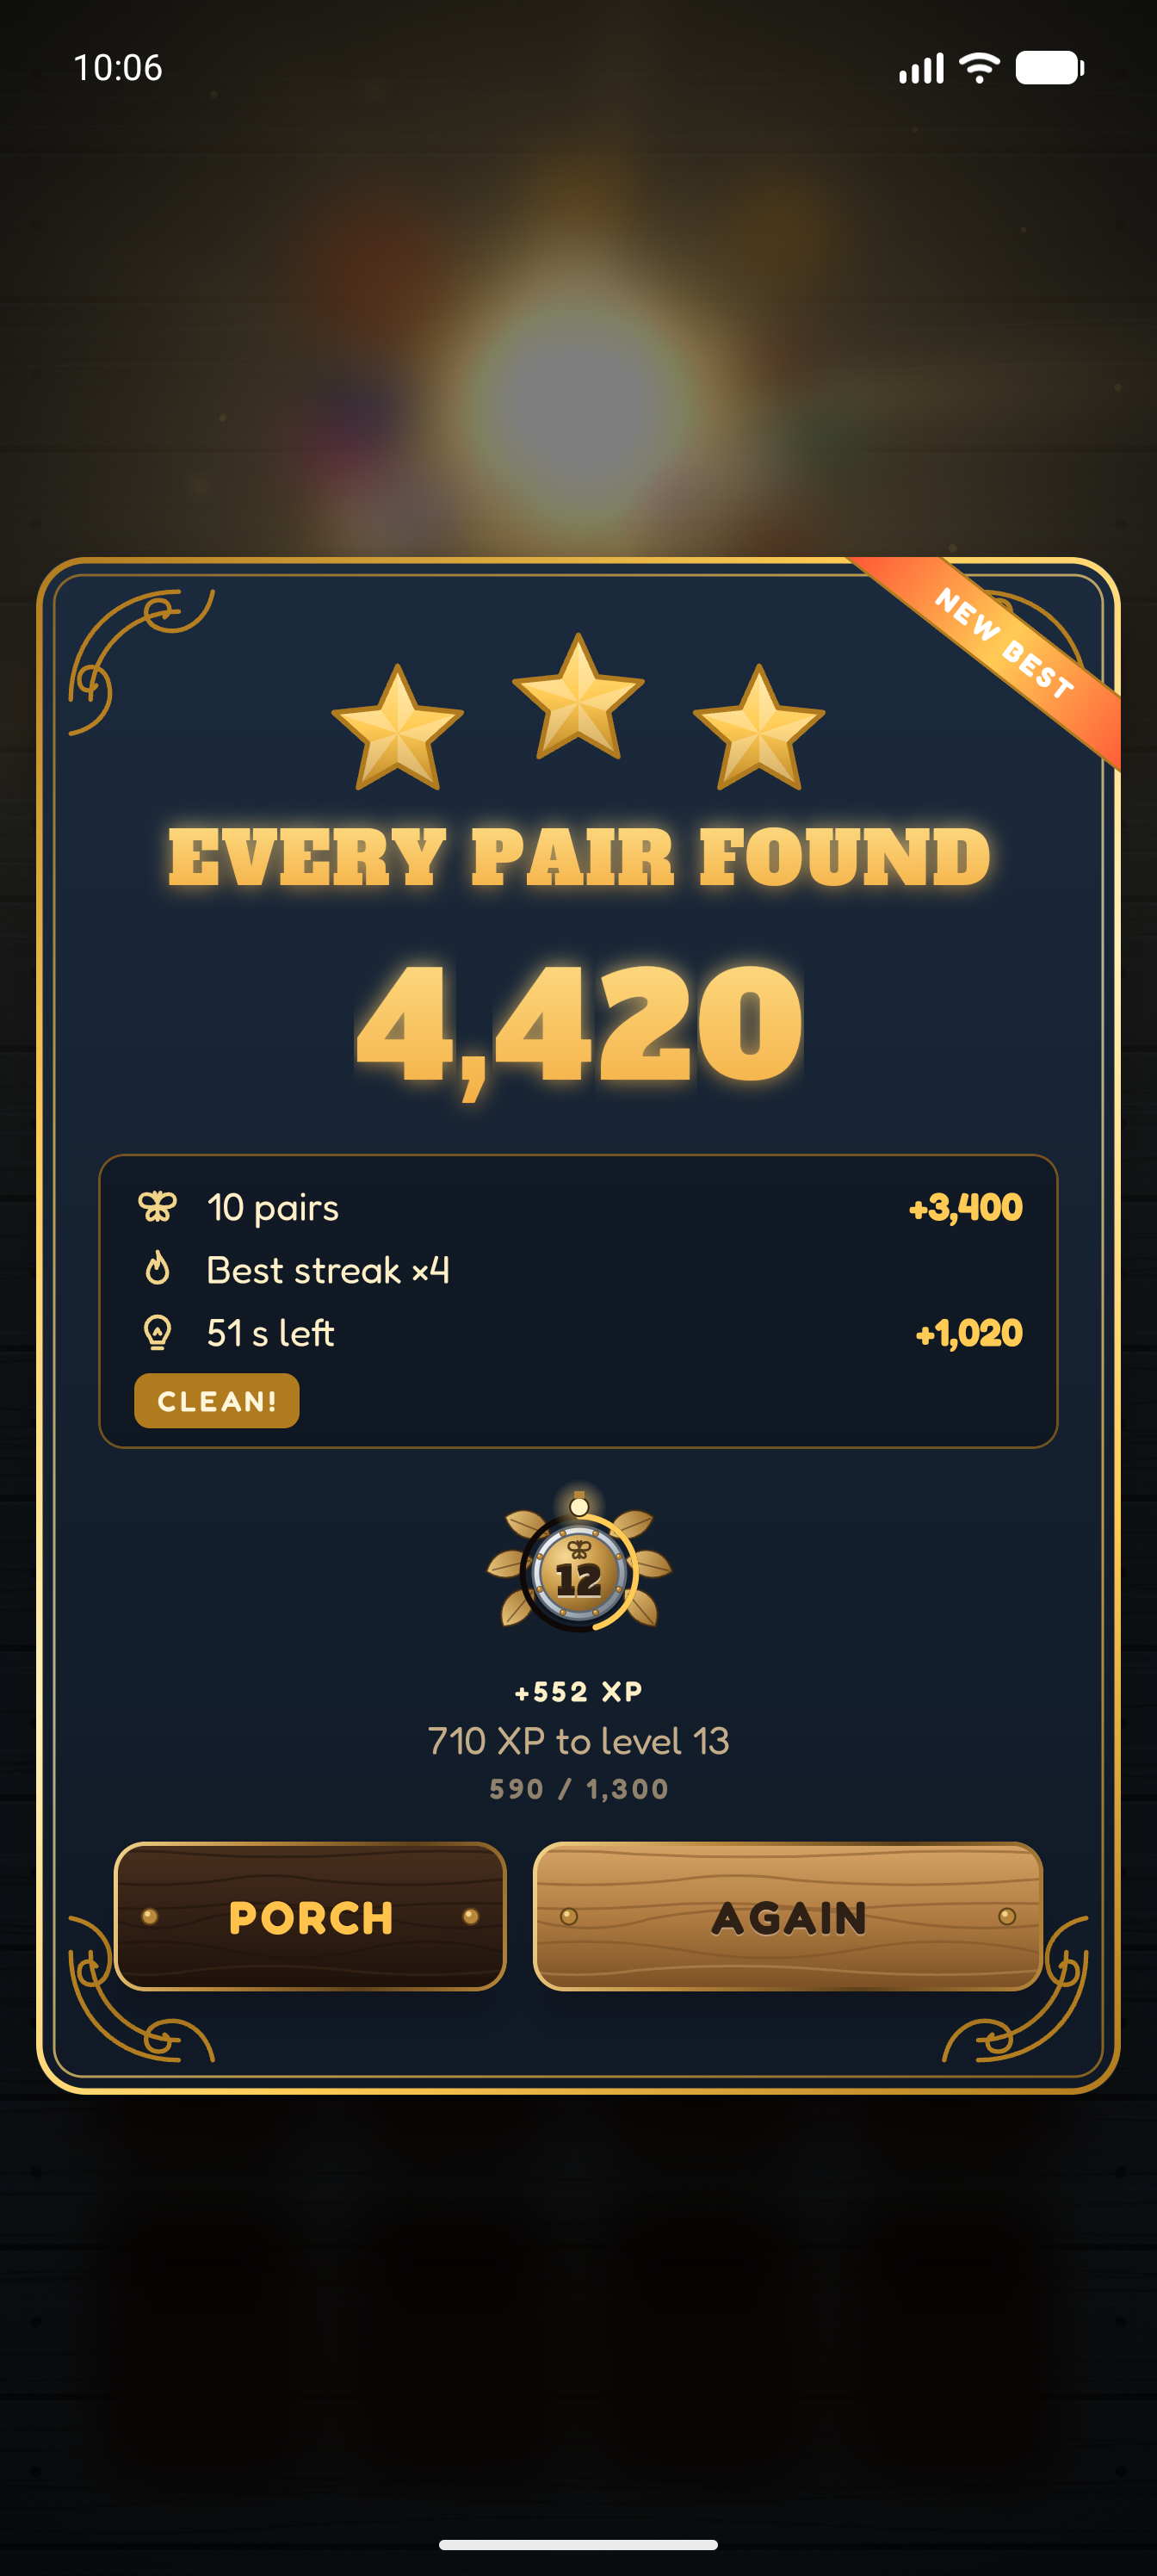 10:06
NEW BEST
EVERY PAIR FOUND
4,420
10 pairs +3,400
Best streak ×4
51 s left +1,020
CLEAN!
12
+552 XP
710 XP to level 13
590 / 1,300
PORCH AGAIN